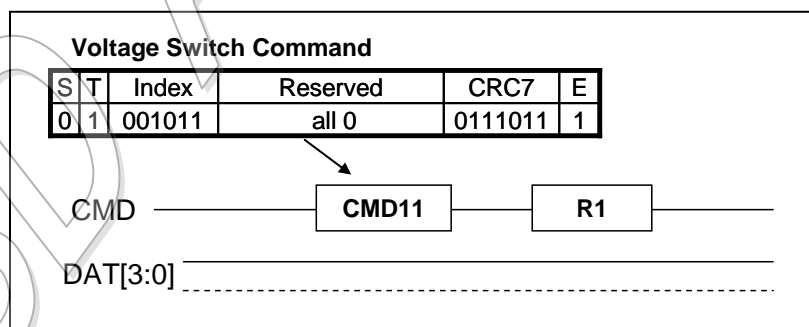 Voltage Switch Command
S T Index Reserved CRC7 E
0 1 001011 all 0 0111011 1
CMD CMD11 R1
DAT[3:0]